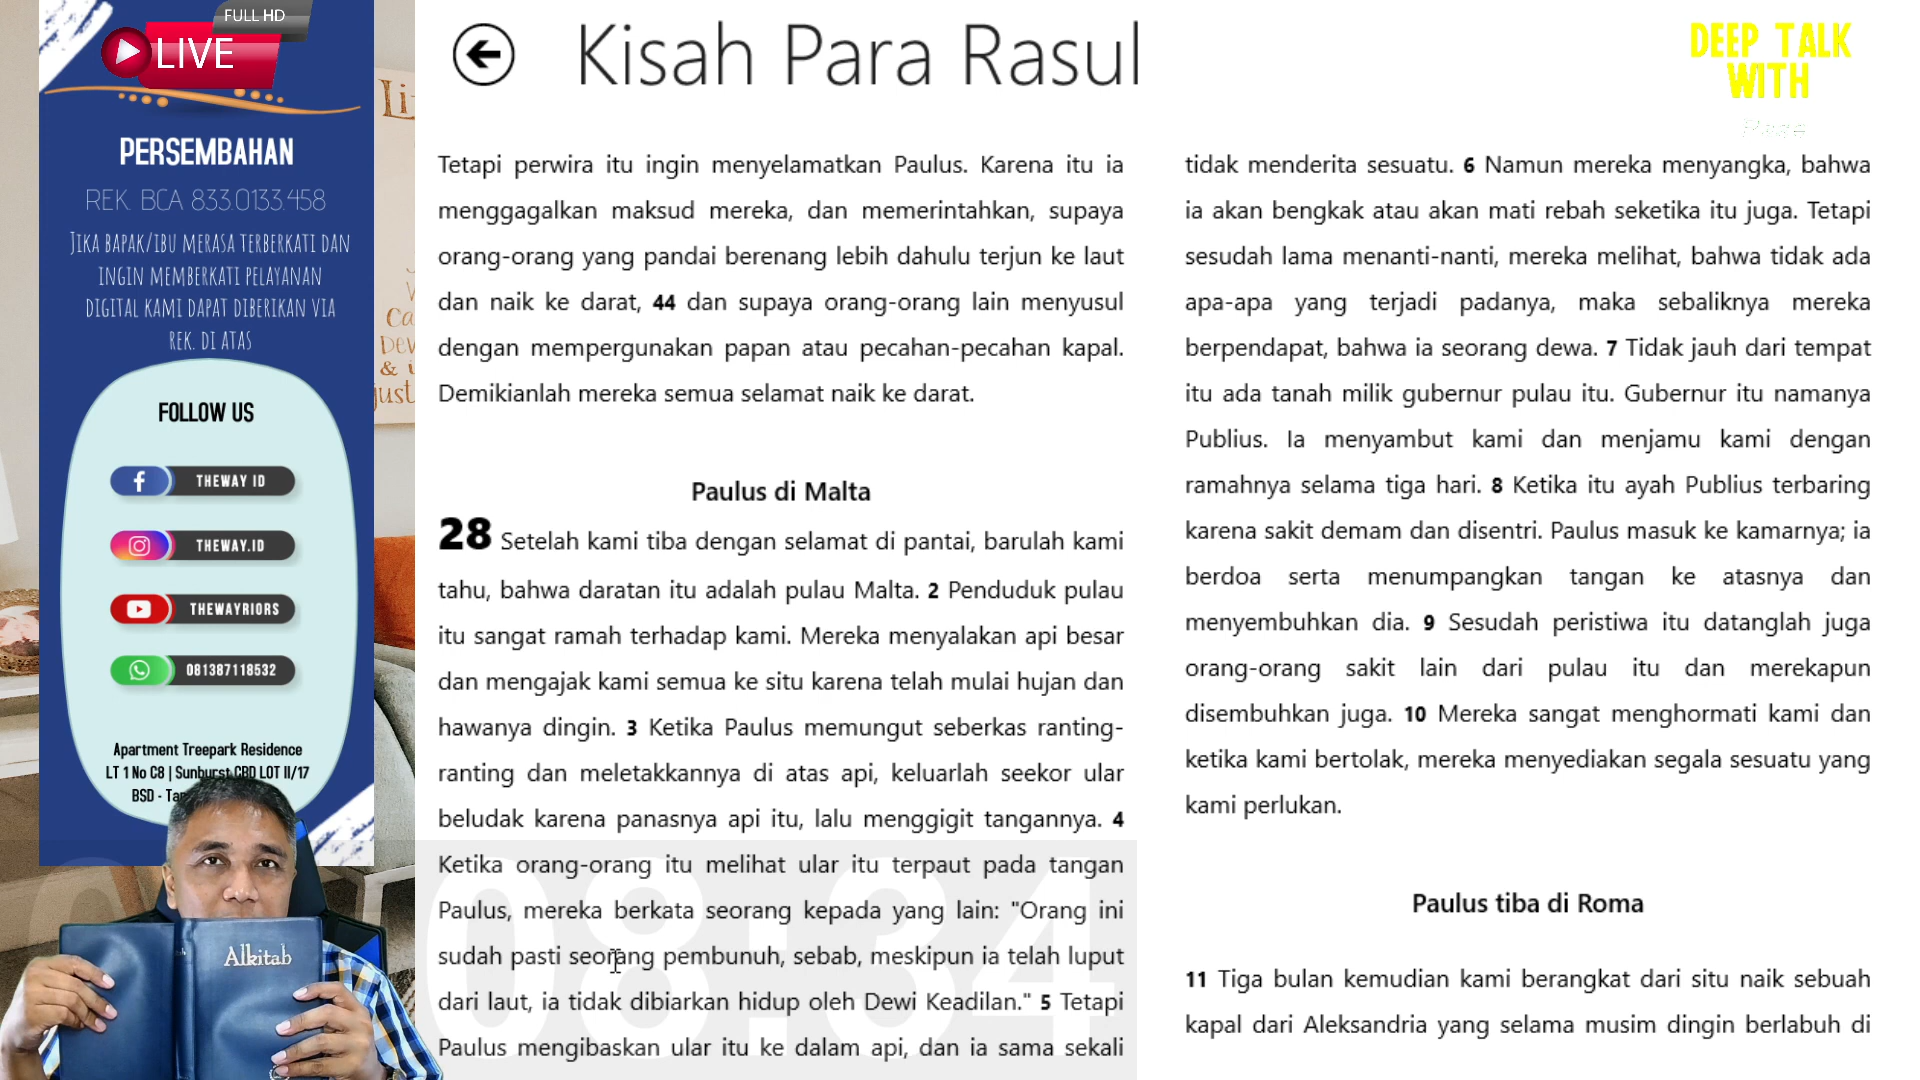 FULL HD
LIVE
PERSEMBAHAN
REK. BCA 833.0133.458
JIKA BAPAK/IBU MERASA TERBERKATI DAN
INGIN MEMBERKATI PELAYANAN
DIGITAL KAMI DAPAT DIBERIKAN VIA
REK. DI ATAS
FOLLOW US
THEWAY ID
THEWAY.ID
THEWAYRIORS
081387118532
Apartment Treepark Residence
LT 1 No C8 | Sunburst CBD LOT II/17
BSD -
Alkitab
Kisah Para Rasul
Tetapi perwira itu ingin menyelamatkan Paulus. Karena itu ia
menggagalkan maksud mereka, dan memerintahkan, supaya
orang-orang yang pandai berenang lebih dahulu terjun ke laut
dan naik ke darat, 44 dan supaya orang-orang lain menyusul
dengan mempergunakan papan atau pecahan-pecahan kapal.
Demikianlah mereka semua selamat naik ke darat.
Paulus di Malta
28 Setelah kami tiba dengan selamat di pantai, barulah kami
tahu, bahwa daratan itu adalah pulau Malta. 2 Penduduk pulau
itu sangat ramah terhadap kami. Mereka menyalakan api besar
dan mengajak kami semua ke situ karena telah mulai hujan dan
hawanya dingin. 3 Ketika Paulus memungut seberkas ranting-
ranting dan meletakkannya di atas api, keluarlah seekor ular
beludak karena panasnya api itu, lalu menggigit tangannya. 4
Ketika orang-orang itu melihat ular itu terpaut pada tangan
Paulus, mereka berkata seorang kepada yang lain: "Orang ini
sudah pasti seorang pembunuh, sebab, meskipun ia telah luput
dari laut, ia tidak dibiarkan hidup oleh Dewi Keadilan." 5 Tetapi
Paulus mengibaskan ular itu ke dalam api, dan ia sama sekali
08:34
DEEP TALK
WITH
tidak menderita sesuatu. 6 Namun mereka menyangka, bahwa
ia akan bengkak atau akan mati rebah seketika itu juga. Tetapi
sesudah lama menanti-nanti, mereka melihat, bahwa tidak ada
apa-apa yang terjadi padanya, maka sebaliknya mereka
berpendapat, bahwa ia seorang dewa. 7 Tidak jauh dari tempat
itu ada tanah milik gubernur pulau itu. Gubernur itu namanya
Publius. Ia menyambut kami dan menjamu kami dengan
ramahnya selama tiga hari. 8 Ketika itu ayah Publius terbaring
karena sakit demam dan disentri. Paulus masuk ke kamarnya; ia
berdoa serta menumpangkan tangan ke atasnya dan
menyembuhkan dia. 9 Sesudah peristiwa itu datanglah juga
orang-orang sakit lain dari pulau itu dan merekapun
disembuhkan juga. 10 Mereka sangat menghormati kami dan
ketika kami bertolak, mereka menyediakan segala sesuatu yang
kami perlukan.
Paulus tiba di Roma
11 Tiga bulan kemudian kami berangkat dari situ naik sebuah
kapal dari Aleksandria yang selama musim dingin berlabuh di